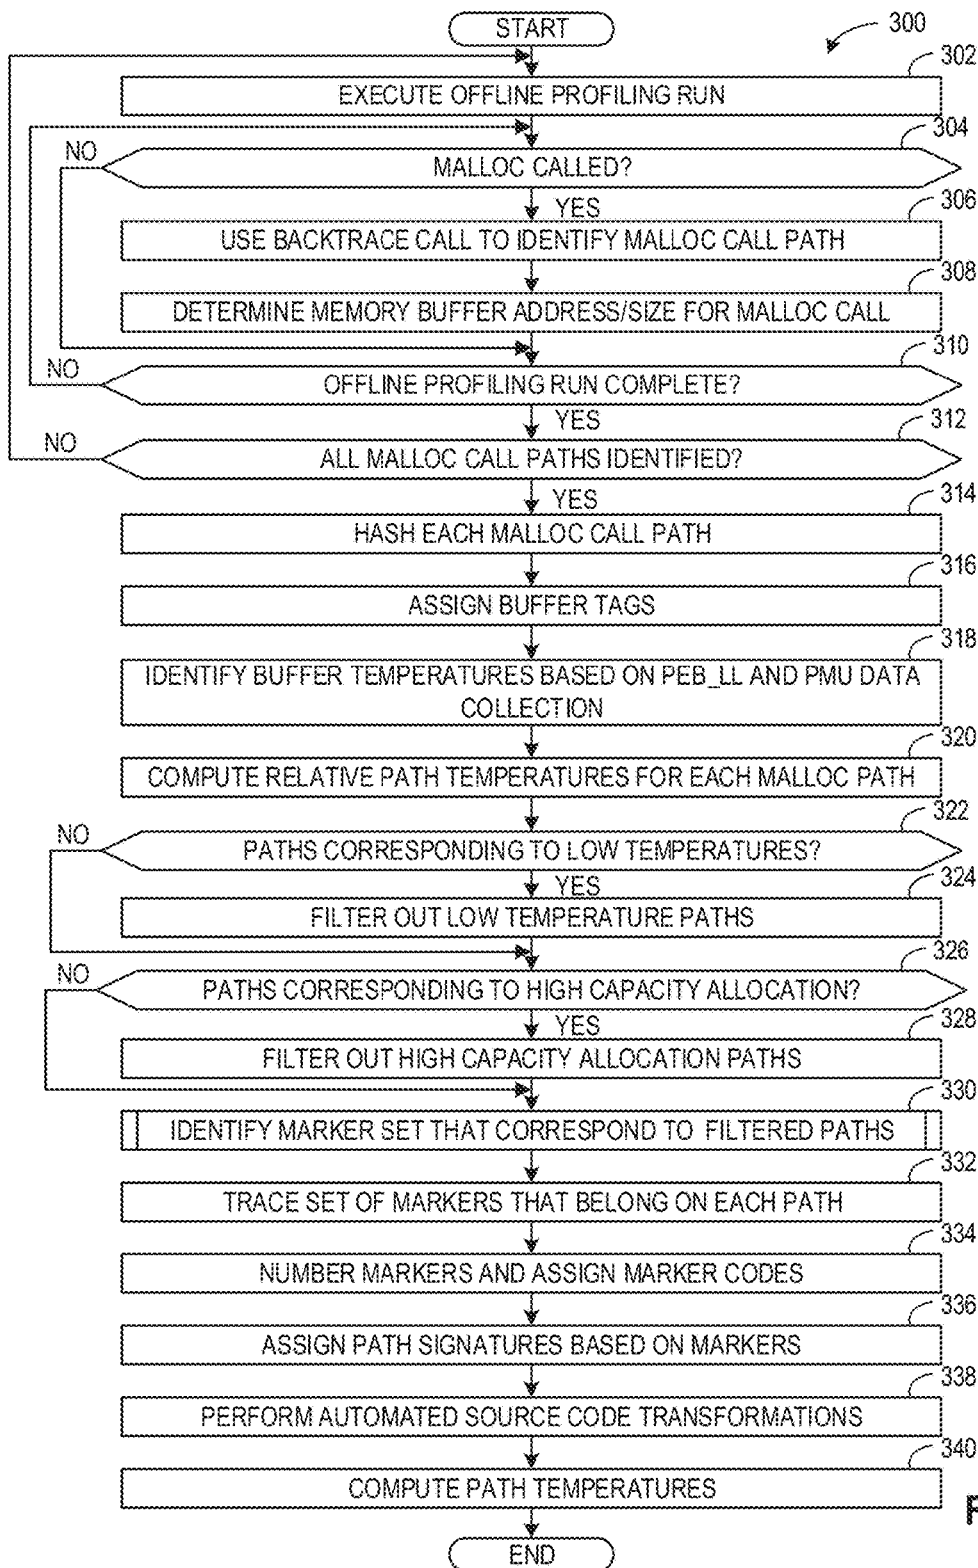 START
300
302
EXECUTE OFFLINE PROFILING RUN
304
NO
MALLOC CALLED?
YES
306
USE BACKTRACE CALL TO IDENTIFY MALLOC CALL PATH
308
DETERMINE MEMORY BUFFER ADDRESS/SIZE FOR MALLOC CALL
310
NO
OFFLINE PROFILING RUN COMPLETE?
YES
312
NO
ALL MALLOC CALL PATHS IDENTIFIED?
YES
314
HASH EACH MALLOC CALL PATH
316
ASSIGN BUFFER TAGS
318
IDENTIFY BUFFER TEMPERATURES BASED ON PEB_LL AND PMU DATA
COLLECTION
320
COMPUTE RELATIVE PATH TEMPERATURES FOR EACH MALLOC PATH
322
NO
PATHS CORRESPONDING TO LOW TEMPERATURES?
YES
324
FILTER OUT LOW TEMPERATURE PATHS
326
NO
PATHS CORRESPONDING TO HIGH CAPACITY ALLOCATION?
YES
328
FILTER OUT HIGH CAPACITY ALLOCATION PATHS
330
IDENTIFY MARKER SET THAT CORRESPOND TO FILTERED PATHS
332
TRACE SET OF MARKERS THAT BELONG ON EACH PATH
334
NUMBER MARKERS AND ASSIGN MARKER CODES
336
ASSIGN PATH SIGNATURES BASED ON MARKERS
338
PERFORM AUTOMATED SOURCE CODE TRANSFORMATIONS
340
COMPUTE PATH TEMPERATURES
END